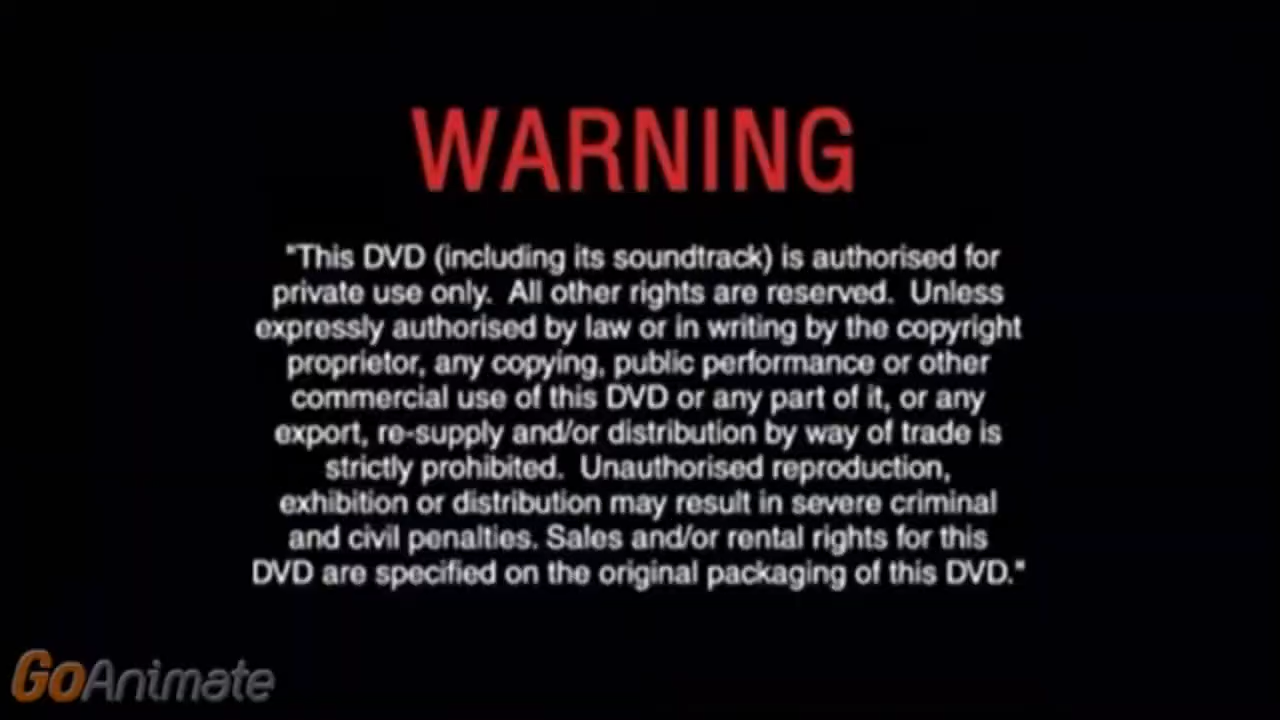 WARNING
"This DVD (including its soundtrack) is authorised for
private use only.  All other rights are reserved.  Unless
expressly authorised by law or in writing by the copyright
proprietor, any copying, public performance or other
commercial use of this DVD or any part of it, or any
export, re-supply and/or distribution by way of trade is
strictly prohibited.  Unauthorised reproduction,
exhibition or distribution may result in severe criminal
and civil penalties. Sales and/or rental rights for this
DVD are specified on the original packaging of this DVD."
GoAnimate